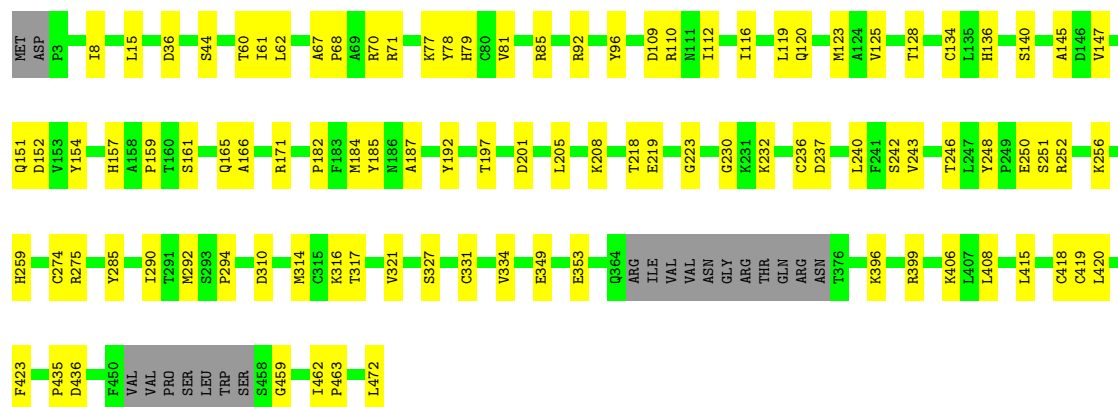 MET ASP P3 I8 L15 D36 S44 T60 I61 L62 A67 P68 A69 R70 R71 K77 Y78 H79 C80 V81 R85 R92 Y96 D109 R110 N111 I112 I116 L119 Q120 M123 A124 V125 T128 C134 L135 H136 S140 A145 D146 V147
Q151 D152 V153 Y154 H157 A158 P159 T160 S161 Q165 A166 R171 P182 F183 M184 Y185 N186 A187 Y192 T197 D201 L205 K208 T218 E219 G223 G230 K231 K232 C236 D237 L240 F241 S242 V243 T246 L247 Y248 P249 E250 S251 R252 K256
H259 C274 R275 Y285 I290 T291 M292 S293 P294 D310 M314 C315 K316 T317 V321 S327 C331 V334 E349 E353 Q364 ARG ILE VAL VAL ASN GLY ARG THR GLN ARG ASN T376 K396 R399 K406 L407 L408 L415 C418 C419 L420
F423 P435 D436 F450 VAL VAL PRO SER LEU TRP SER S458 G459 I462 P463 L472